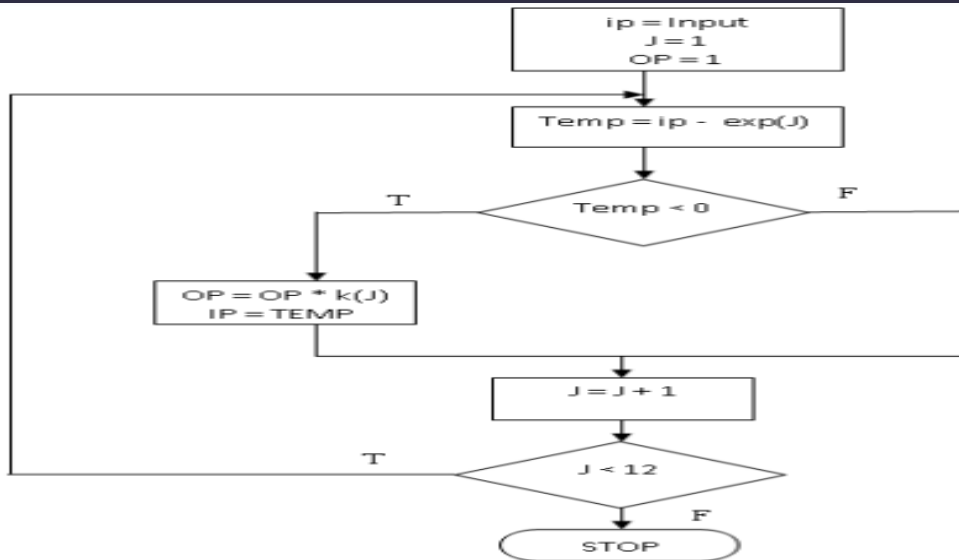 ip = Input
J = 1
OP = 1
Temp = ip - exp(J)
T
Temp < 0
F
OP = OP * k(J)
IP = TEMP
J = J + 1
T
J < 12
F
STOP